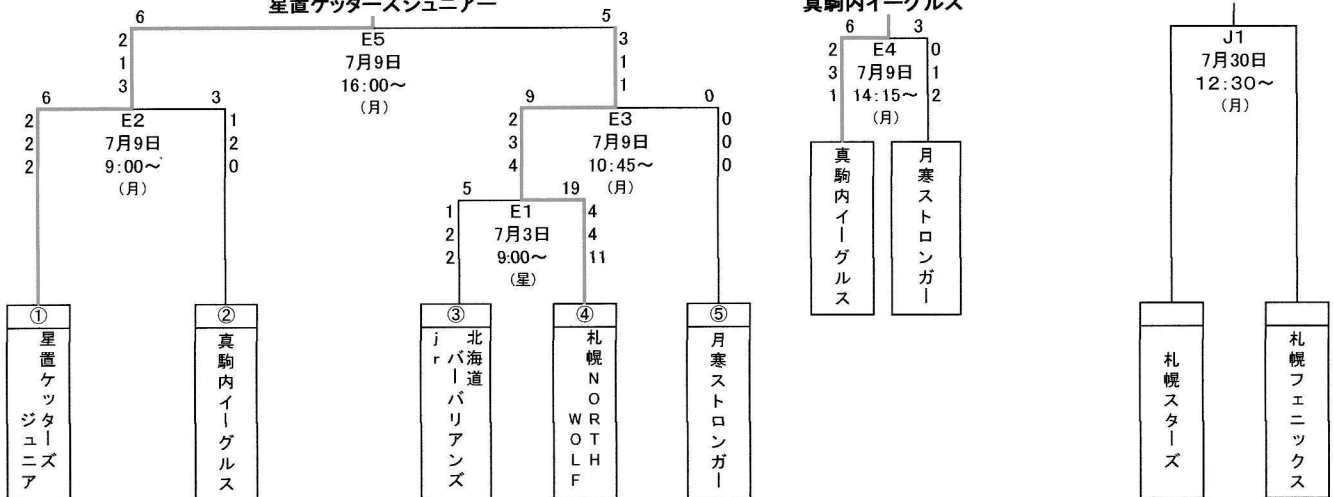 星置ゲッターズジュニアー
真駒内イーグルス
6
5
2
1
3
E5
7月9日
16:00~
(月)
3
1
1
6
3
2
2
2
E2
7月9日
9:00~
(月)
1
2
0
9
0
2
3
4
E3
7月9日
10:45~
(月)
0
0
0
5
19
1
2
2
E1
7月3日
9:00~
(星)
4
4
11
6
3
2
3
1
E4
7月9日
14:15~
(月)
0
1
2
真駒内イーグルス
月寒ストロンガー
J1
7月30日
12:30~
(月)
①
星置ケッターズ
ジュニア
②
真駒内イーグルス
③
北海道
バーバリアンズ
jr
④
札幌NORTH
WOLF
⑤
月寒ストロンガー
札幌スターズ
札幌フェニックス